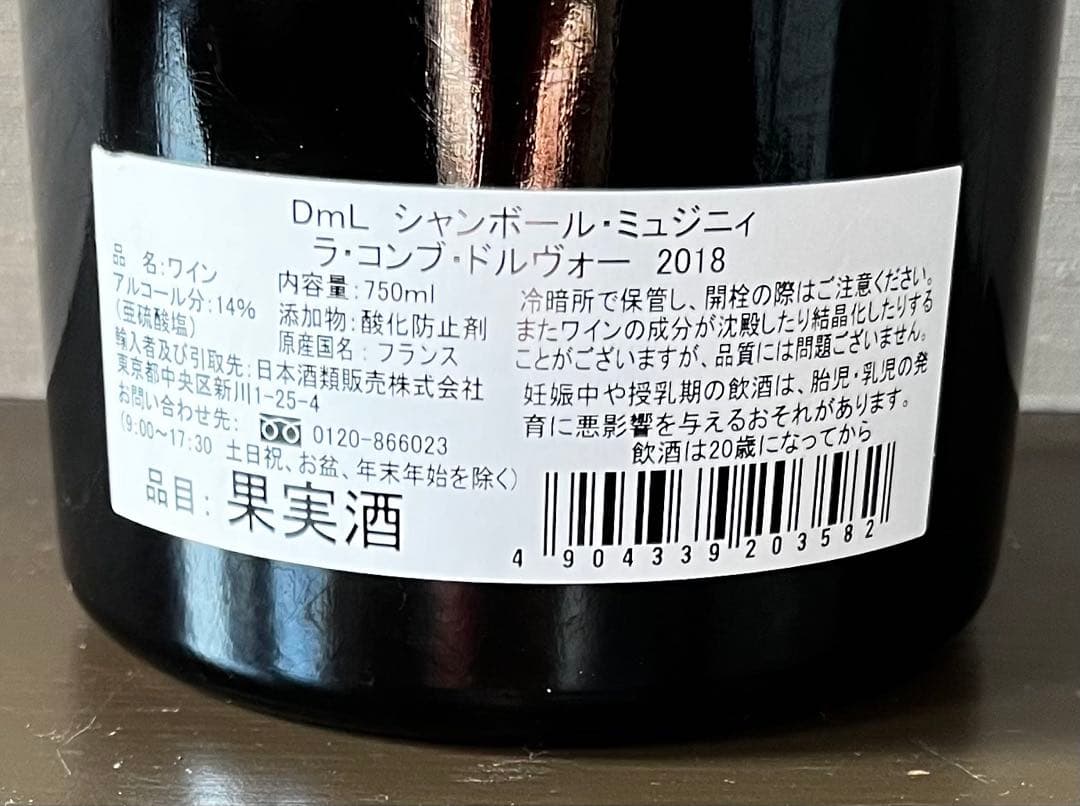 DmL シャンボール・ミュジニィ
ラ・コンブ・ドルヴォー 2018
品 名:ワイン
アルコール分:14%
(亜硫酸塩)
内容量:750ml
添加物:酸化防止剤
原産国名:フランス
輸入者及び引取先:日本酒類販売株式会社
東京都中央区新川1-25-4
お問い合わせ先: 0120-866023
(9:00~17:30 土日祝、お盆、年末年始を除く)
品目:果実酒
冷暗所で保管し、開栓の際はご注意ください。
またワインの成分が沈殿したり結晶化したりする
ことがございますが、品質には問題ございません。
妊娠中や授乳期の飲酒は、胎児・乳児の発
育に悪影響を与えるおそれがあります。
飲酒は20歳になってから
4904339203582